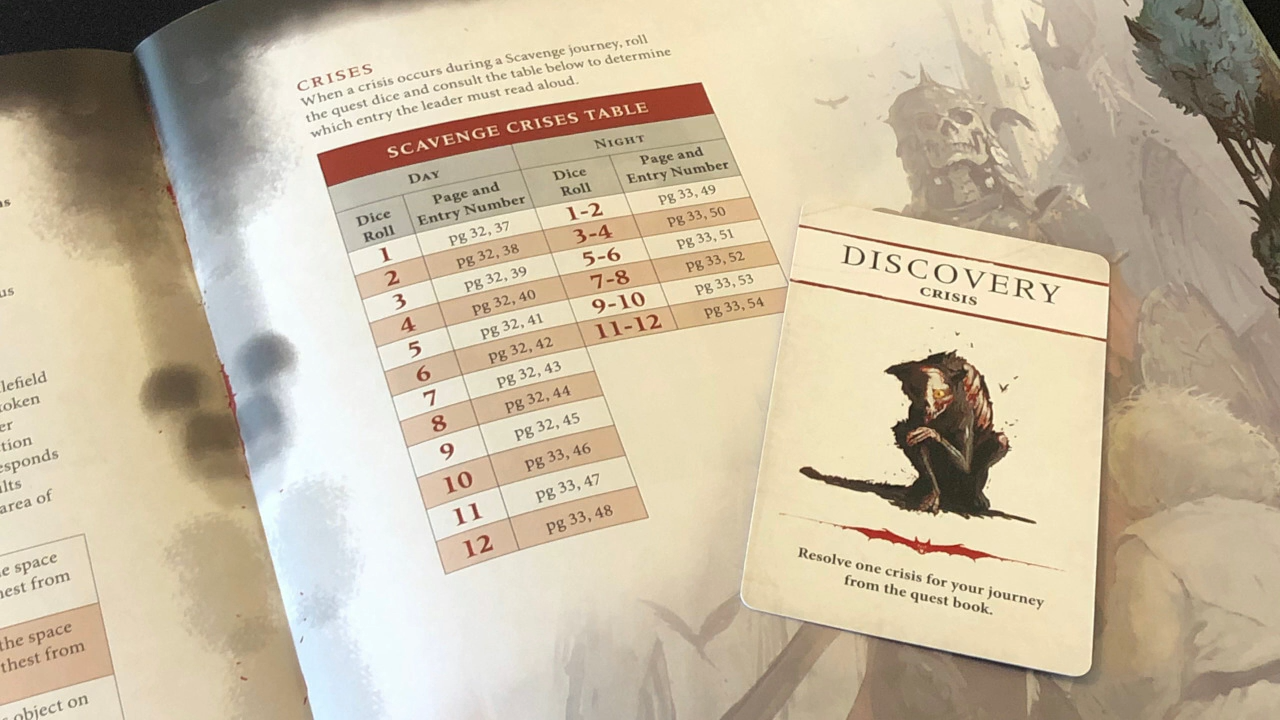 us
lefield
oken
er
tion
esponds
lts
area of
e space
hest from
the space
thest from
s object on
CRISES
When a crisis occurs during a Scavenge journey, roll
the quest dice and consult the table below to determine
which entry the leader must read aloud.
SCAVENGE CRISES TABLE
DAY NIGHT
Dice Roll Page and Entry Number Dice Roll Page and Entry Number
1 pg 32, 37 1-2 pg 33, 49
2 pg 32, 38 3-4 pg 33, 50
3 pg 32, 39 5-6 pg 33, 51
4 pg 32, 40 7-8 pg 33, 52
5 pg 32, 41 9-10 pg 33, 53
6 pg 32, 42 11-12 pg 33, 54
7 pg 32, 43
8 pg 32, 44
9 pg 32, 45
10 pg 33, 46
11 pg 33, 47
12 pg 33, 48
DISCOVERY
CRISIS
Resolve one crisis for your journey
from the quest book.